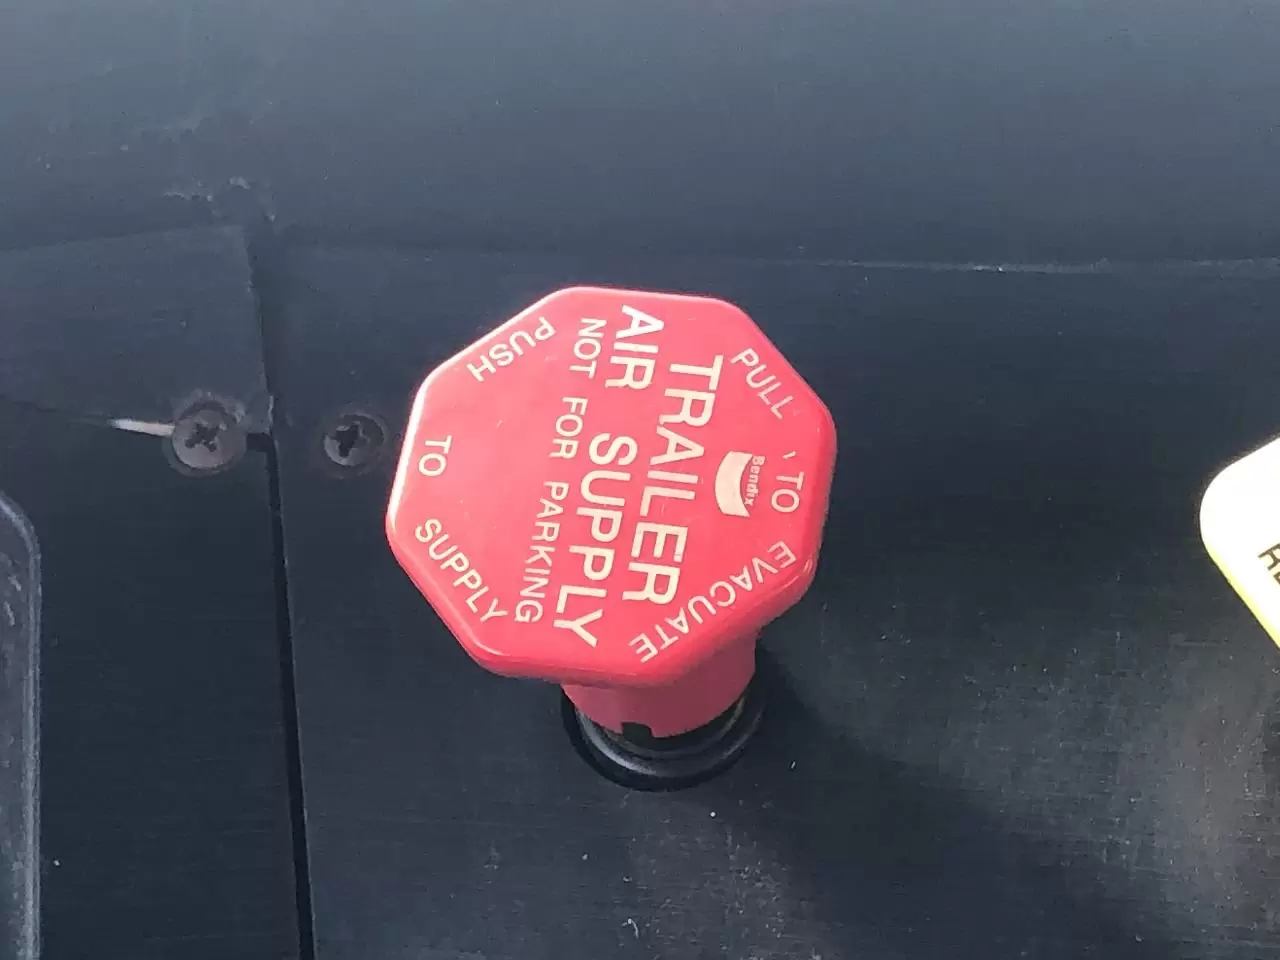 PULL TO EVACUATE
Bendix
TRAILER
AIR SUPPLY
NOT FOR PARKING
PUSH TO SUPPLY